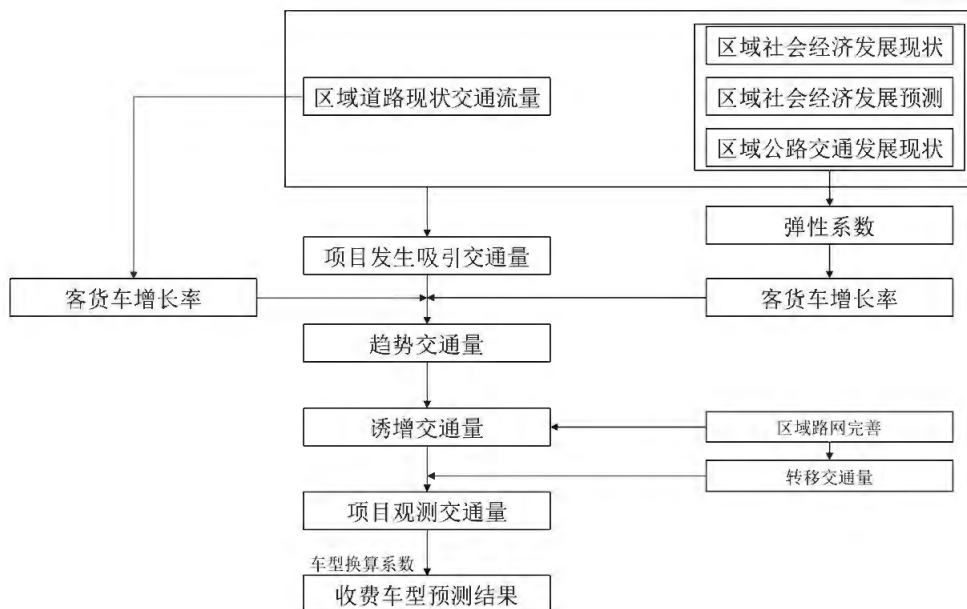 区域社会经济发展现状
区域道路现状交通流量
区域社会经济发展预测
区域公路交通发展现状
弹性系数
项目发生吸引交通量
客货车增长率
客货车增长率
趋势交通量
诱增交通量
区域路网完善
转移交通量
项目观测交通量
车型换算系数
收费车型预测结果